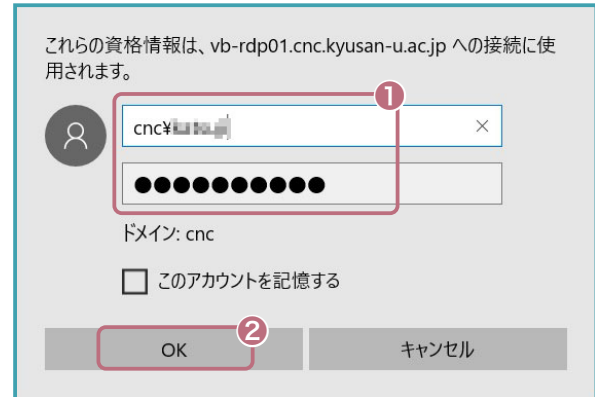 これらの資格情報は、vb-rdp01.cnc.kyusan-u.ac.jp への接続に使
用されます。
1
cnc¥
●●●●●●●●●●
ドメイン: cnc
このアカウントを記憶する
2
OK
キャンセル